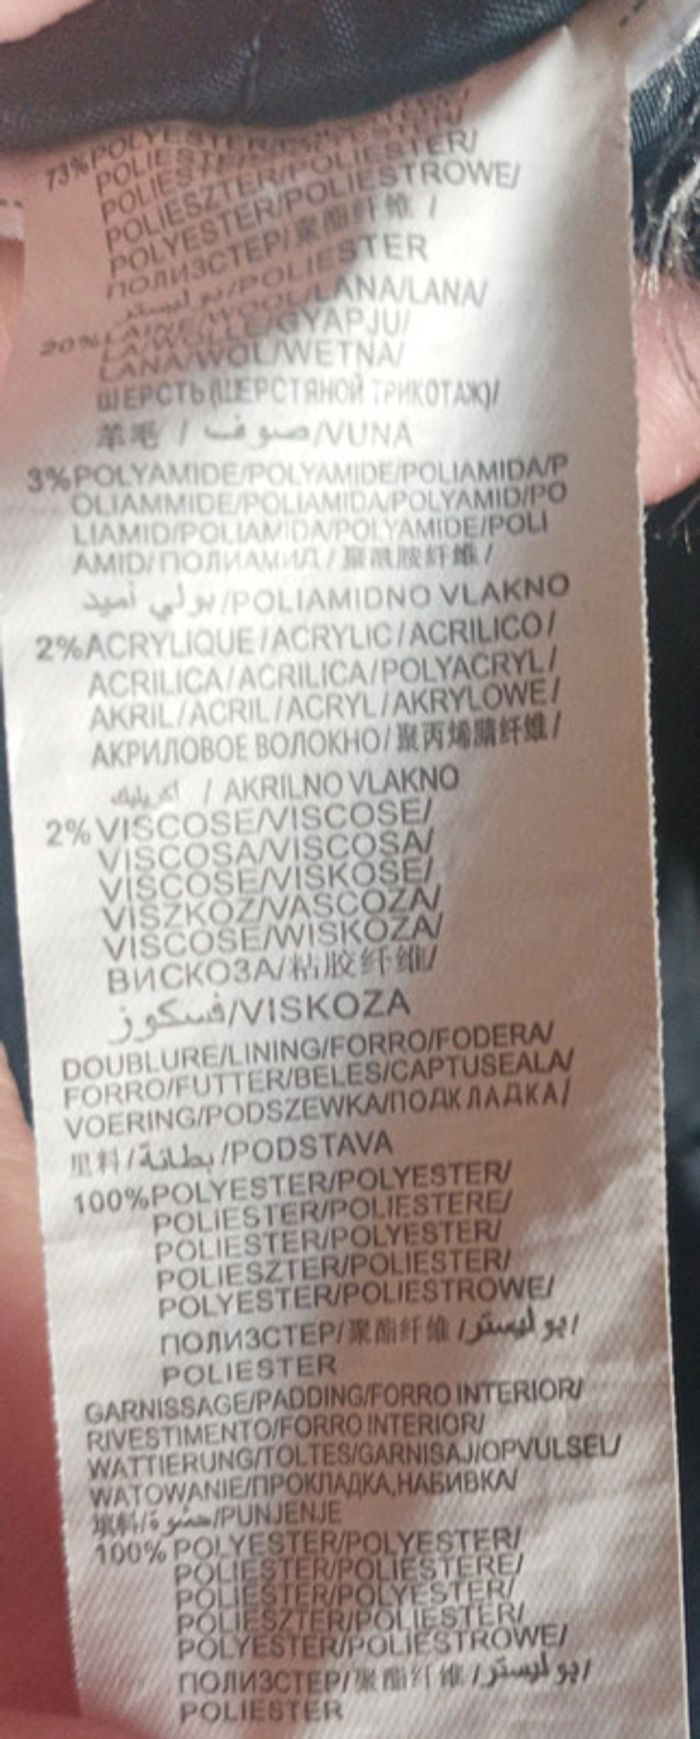 73%POLYESTER/POLYESTER/
POLIESTER/POLIESTERE/
POLIESTER/POLYESTER/
POLIESZTER/POLIESTER/
POLYESTER/POLIESTROWE/
ПОЛИЗСТЕР/聚酯纤维 /
بوليستر/POLIESTER
20%LAINE/WOOL/LANA/LANA/
LA/WOLLE/GYAPJU/
LANA/WOL/WETNA/
ШЕРСТЬ(ШЕРСТЯНОЙ ТРИКОТАЖ)/
羊毛 / صوف/VUNA
3%POLYAMIDE/POLYAMIDE/POLIAMIDA/P
OLIAMMIDE/POLIAMIDA/POLYAMID/PO
LIAMID/POLIAMIDA/POLYAMIDE/POLI
AMID/ПОЛИАМИД/聚酰胺纤维/
بولي أميد/POLIAMIDNO VLAKNO
2%ACRYLIQUE/ACRYLIC/ACRILICO/
ACRILICA/ACRILICA/POLYACRYL/
AKRIL/ACRIL/ACRYL/AKRYLOWE/
АКРИЛОВОЕ ВОЛОКНО/聚丙烯腈纤维/
اكريليك / AKRILNO VLAKNO
2%VISCOSE/VISCOSE/
VISCOSA/VISCOSA/
VISCOSE/VISKOSE/
VISZKOZ/VASCOZA/
VISCOSE/WISKOZA/
ВИСКОЗА/粘胶纤维/
فسكوز/VISKOZA
DOUBLURE/LINING/FORRO/FODERA/
FORRO/FUTTER/BELES/CAPTUSEALA/
VOERING/PODSZEWKA/ПОДКЛАДКА/
里料/بطانة/PODSTAVA
100%POLYESTER/POLYESTER/
POLIESTER/POLIESTERE/
POLIESTER/POLYESTER/
POLIESZTER/POLIESTER/
POLYESTER/POLIESTROWE/
ПОЛИЗСТЕР/聚酯纤维 /بوليستر/
POLIESTER
GARNISSAGE/PADDING/FORRO INTERIOR/
RIVESTIMENTO/FORRO INTERIOR/
WATTIERUNG/TOLTES/GARNISAJ/OPVULSEL/
WATOWANIE/ПРОКЛАДКА,НАБИВКА/
填料/حشوة/PUNJENJE
100%POLYESTER/POLYESTER/
POLIESTER/POLIESTERE/
POLIESTER/POLYESTER/
POLIESZTER/POLIESTER/
POLYESTER/POLIESTROWE/
ПОЛИЗСТЕР/聚酯纤维/بوليستر/
POLIESTER